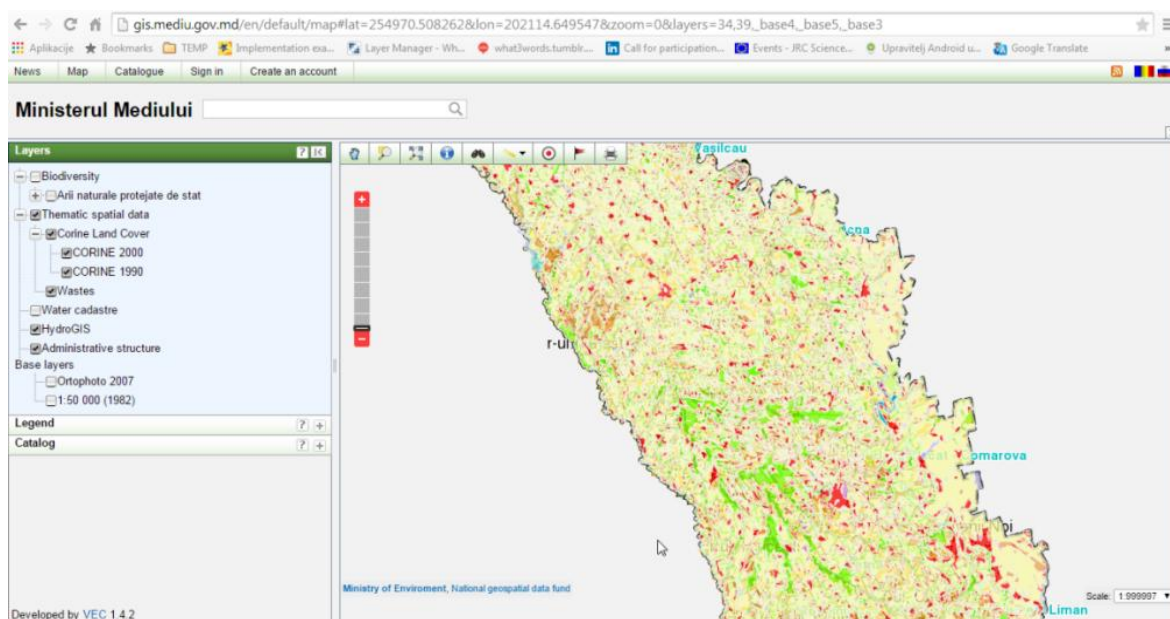 gis.mediu.gov.md/en/default/map#lat=254970.508262&lon=202114.649547&zoom=0&layers=34,39,_base4,_base5,_base3
Aplikacije Bookmarks TEMP Implementation exa... Layer Manager - Wh... what3words.tumblr.... Call for participation... Events - JRC Science... Upravitelj Android u... Google Translate
News Map Catalogue Sign in Create an account
Ministerul Mediului
Layers ?
Biodiversity
Arii naturale protejate de stat
Thematic spatial data
Corine Land Cover
CORINE 2000
CORINE 1990
Wastes
Water cadastre
HydroGIS
Administrative structure
Base layers
Ortophoto 2007
1:50 000 (1982)
Legend ? +
Catalog ? +
Developed by VEC 1.4.2
Vasilcau
omarova
Ministry of Enviroment, National geospatial data fund
Scale: 1:999997
Liman